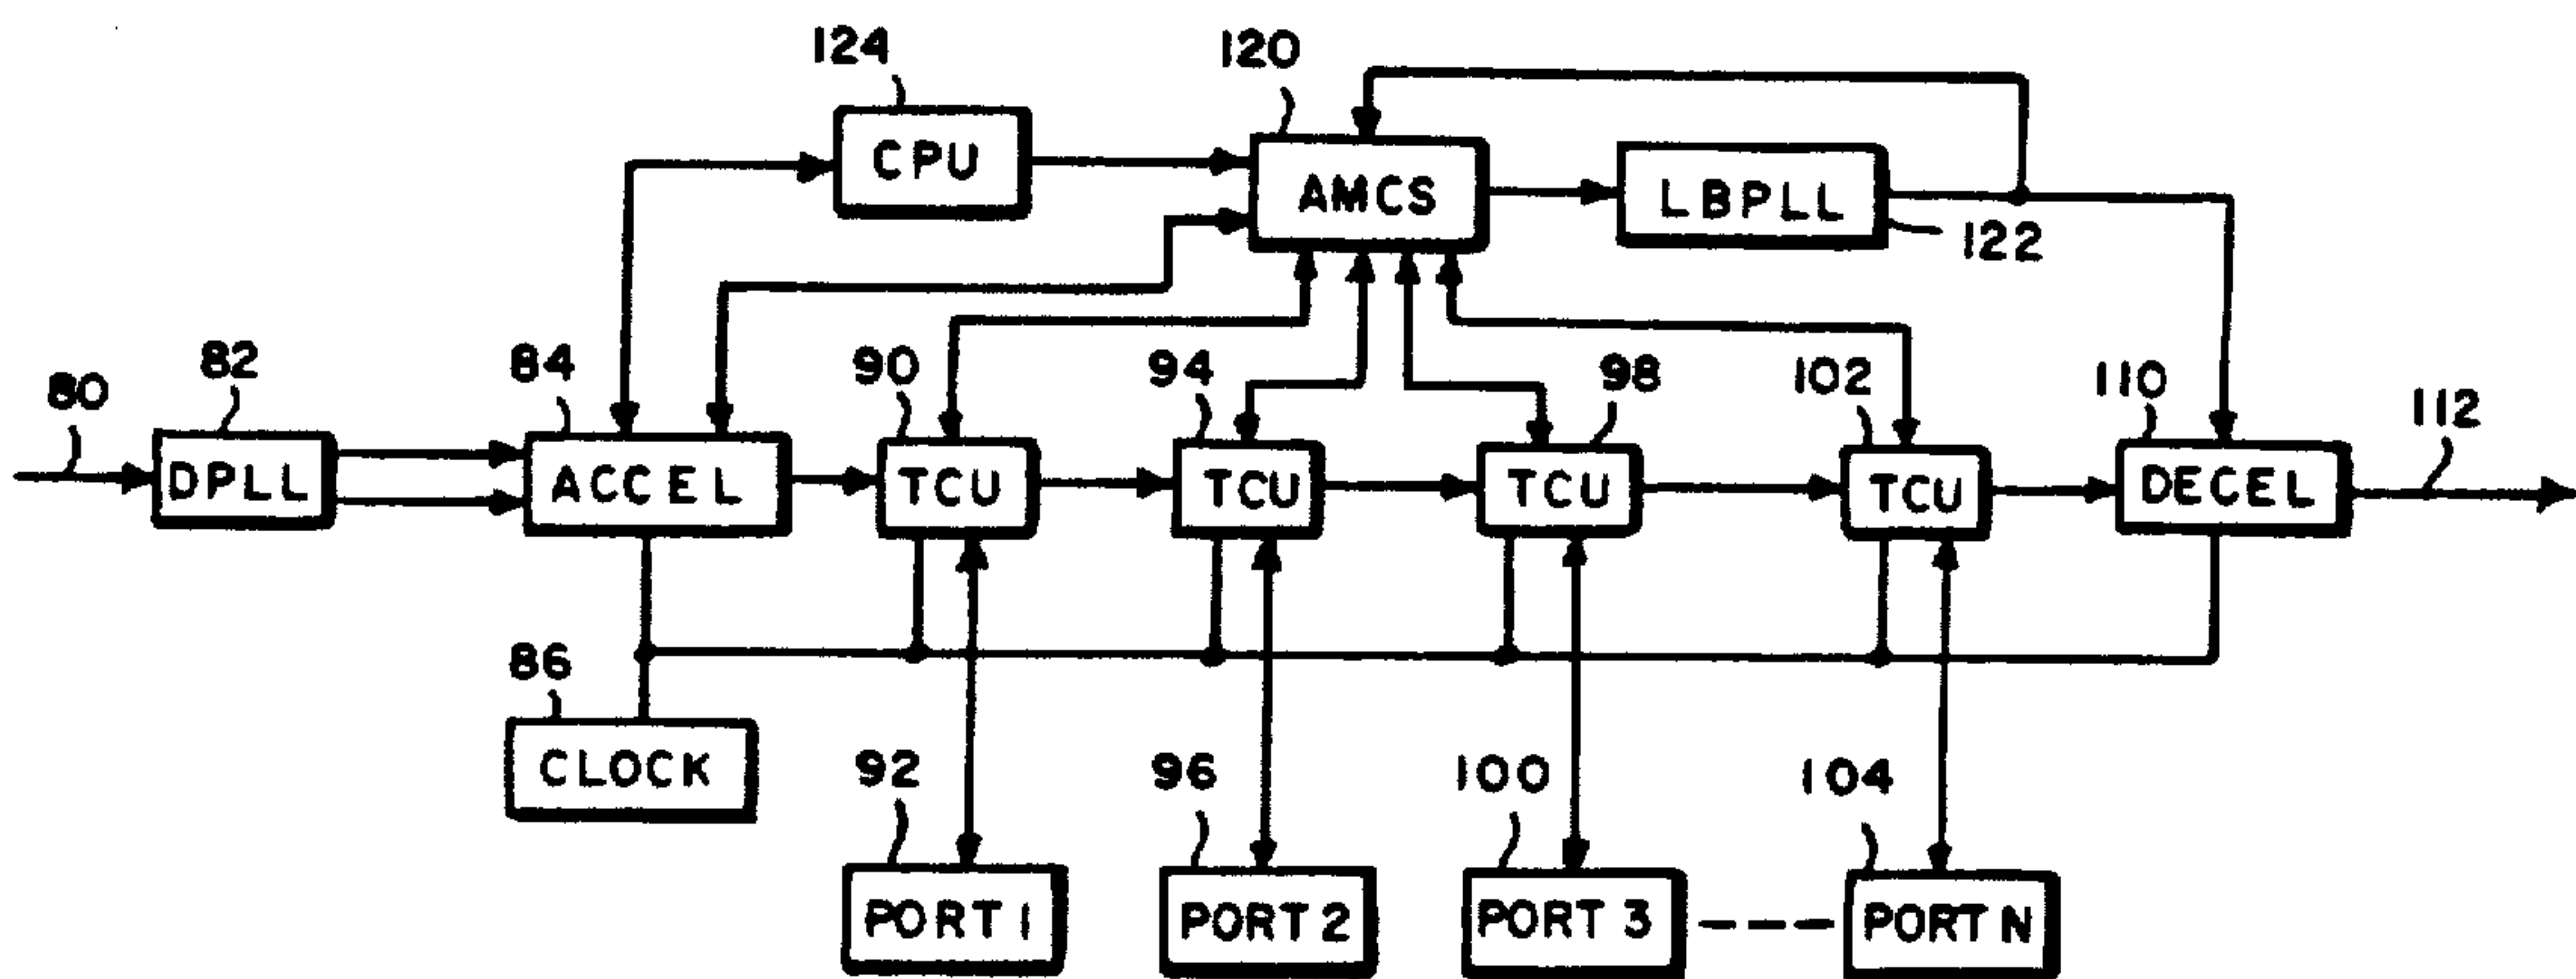 124
120
CPU
AMCS
LBPLL
122
80
82
84
90
94
98
102
110
112
DPLL
ACCEL
TCU
TCU
TCU
TCU
DECEL
86
CLOCK
92
96
100
104
PORT 1
PORT 2
PORT 3
PORT N